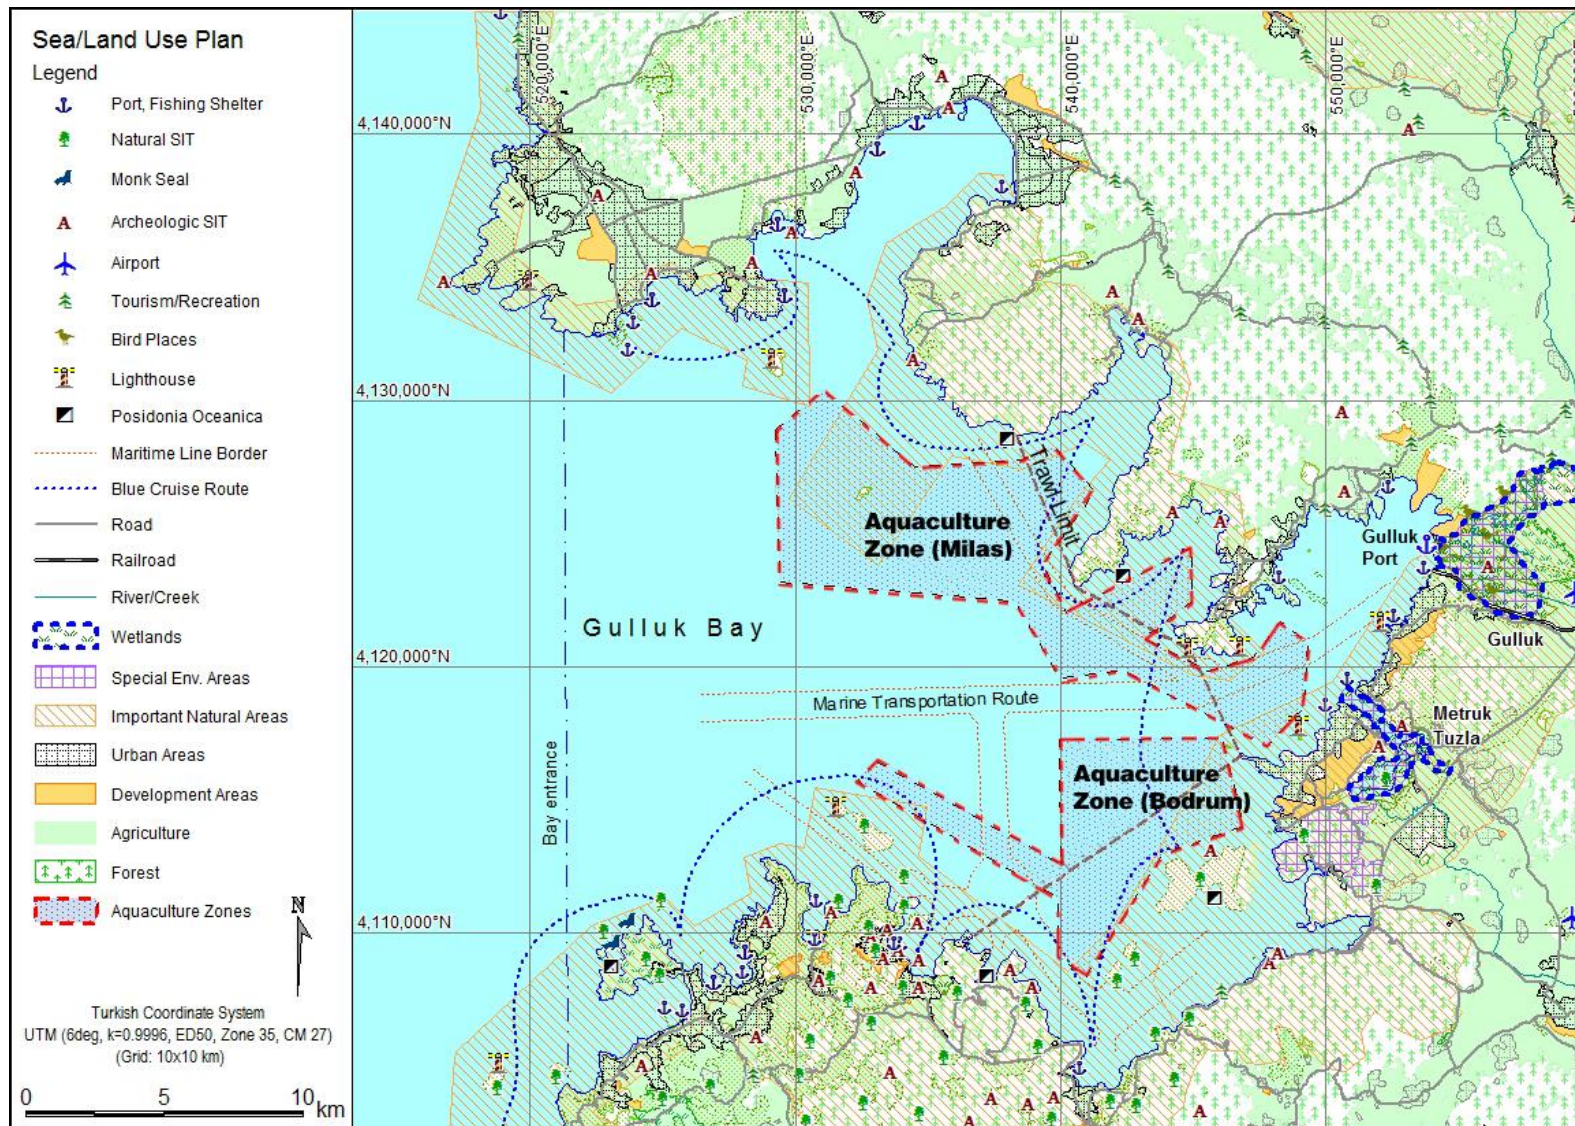 Sea/Land Use Plan
Legend
Port, Fishing Shelter
Natural SIT
Monk Seal
Archeologic SIT
Airport
Tourism/Recreation
Bird Places
Lighthouse
Posidonia Oceanica
Maritime Line Border
Blue Cruise Route
Road
Railroad
River/Creek
Wetlands
Special Env. Areas
Important Natural Areas
Urban Areas
Development Areas
Agriculture
Forest
Aquaculture Zones
N
Turkish Coordinate System
UTM (6deg, k=0.9996, ED50, Zone 35, CM 27)
(Grid: 10x10 km)
0 5 10 km
520,000°E
530,000°E
540,000°E
550,000°E
4,140,000°N
4,130,000°N
4,120,000°N
4,110,000°N
Trawl Limit
Aquaculture
Zone (Milas)
Gulluk
Port
Gulluk Bay
Gulluk
Marine Transportation Route
Metruk
Tuzla
Bay entrance
Aquaculture
Zone (Bodrum)